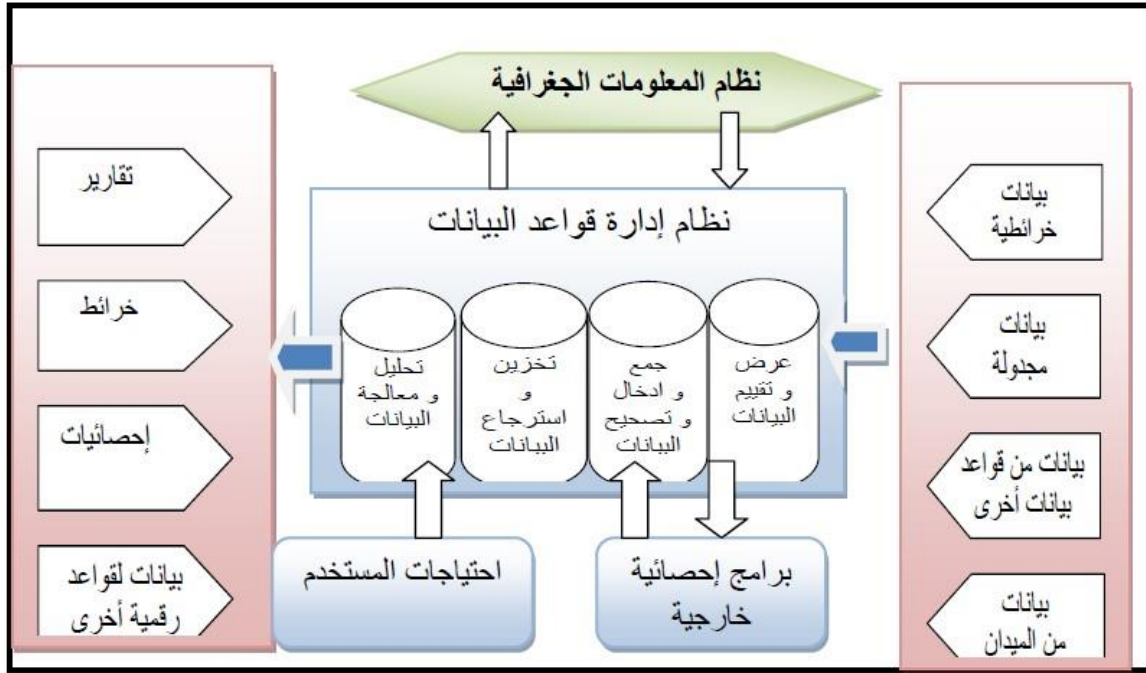 نظام المعلومات الجغرافية
نظام إدارة قواعد البيانات
بيانات
خرائطية
بيانات
مجدولة
بيانات من قواعد
بيانات أخرى
بيانات
من الميدان
عرض
و تقييم
البيانات
جمع
و ادخال
و تصحيح
البيانات
تخزين
و
استرجاع
البيانات
تحليل
و معالجة
البيانات
برامج إحصائية
خارجية
احتياجات المستخدم
تقارير
خرائط
إحصائيات
بيانات لقواعد
رقمية أخرى